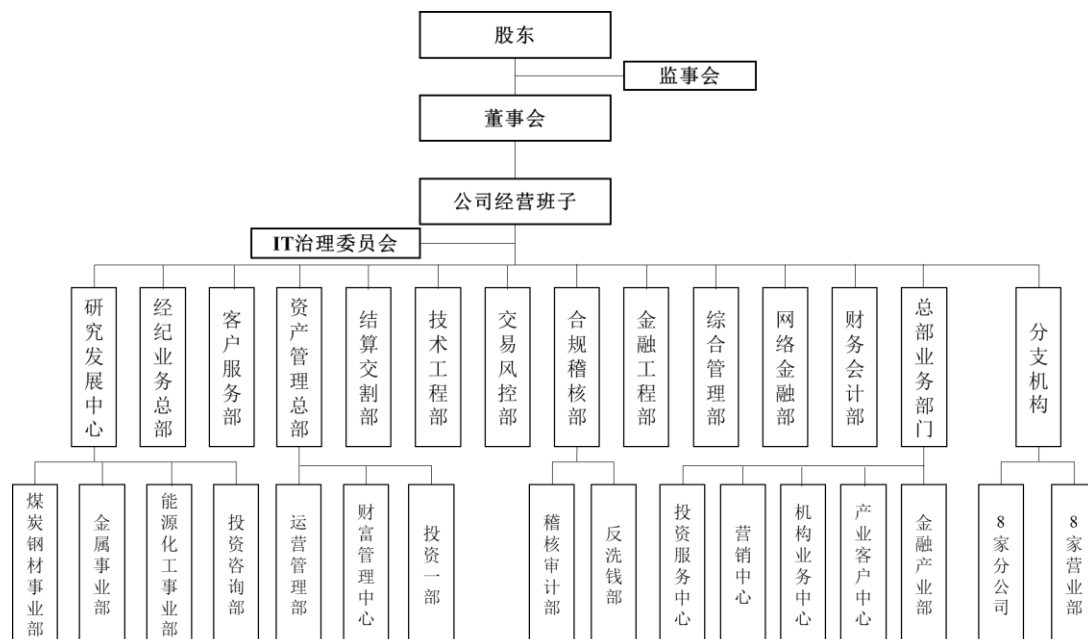 股东
监事会
董事会
公司经营班子
IT治理委员会
研究发展中心
经纪业务总部
客户服务部
资产管理总部
结算交割部
技术工程部
交易风控部
合规稽核部
金融工程部
综合管理部
网络金融部
财务会计部
总部业务部门
分支机构
煤炭钢材事业部
金属事业部
能源化工事业部
投资咨询部
运营管理部
财富管理中心
投资一部
稽核审计部
反洗钱部
投资服务中心
营销中心
机构业务中心
产业客户中心
金融产业部
8家分公司
8家营业部